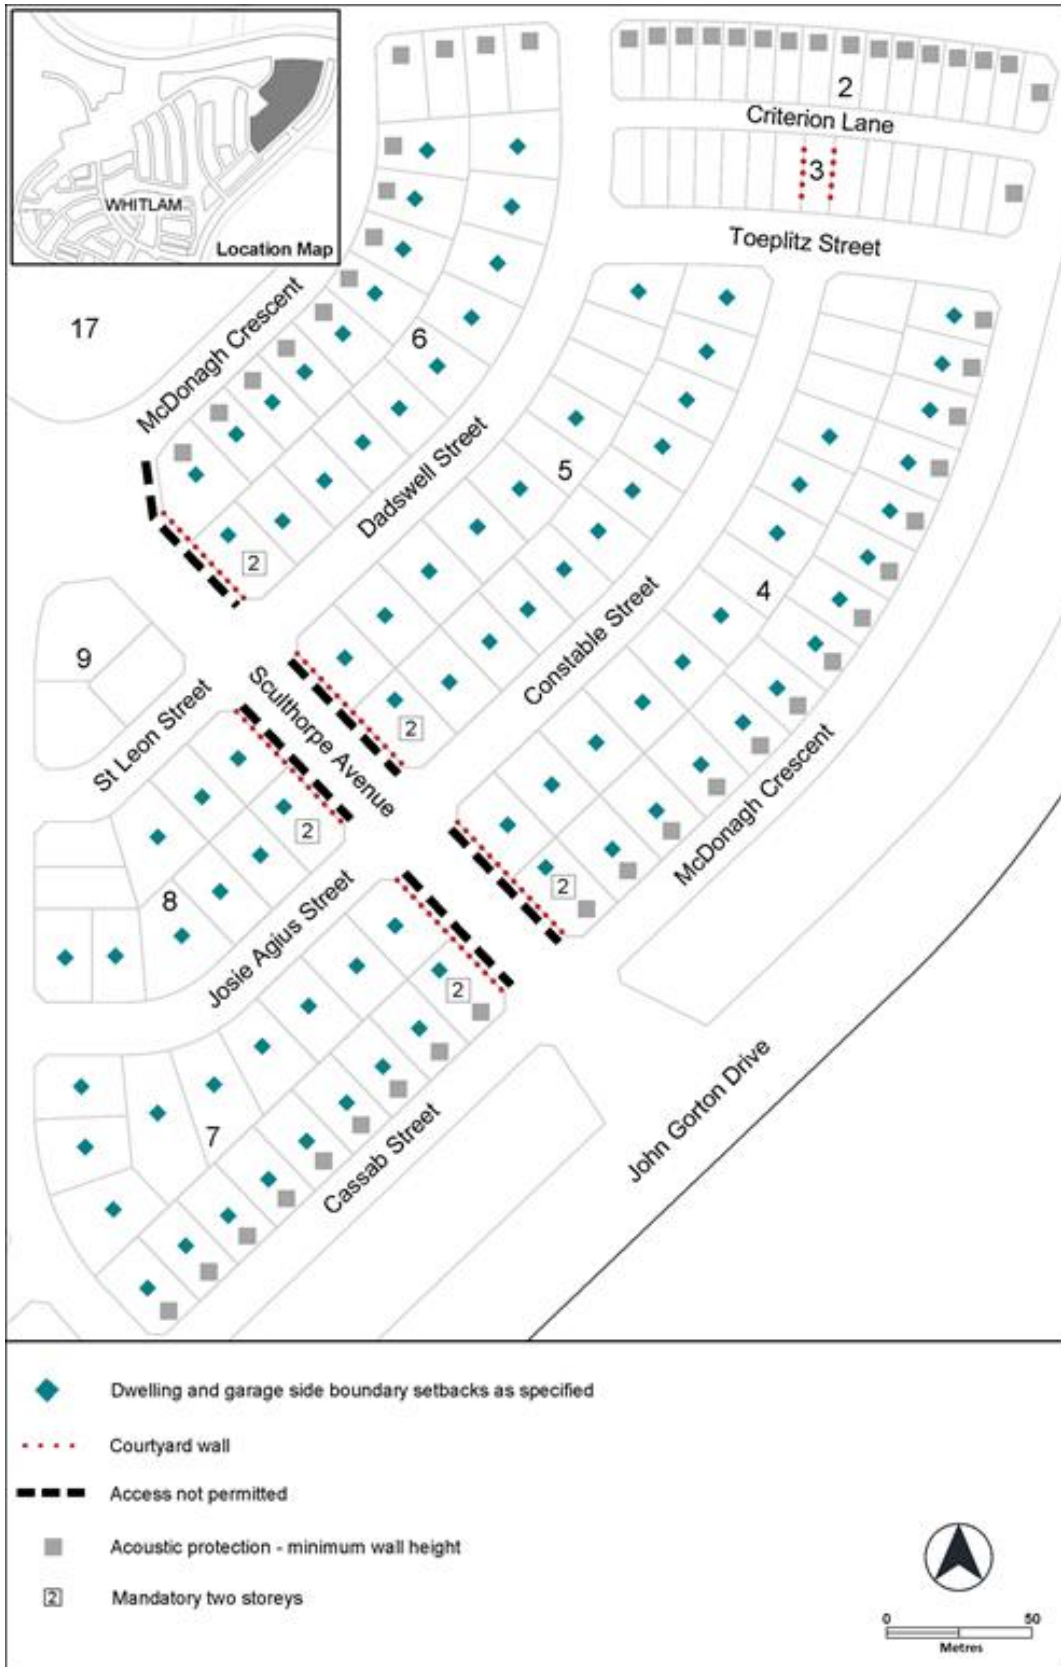 WHITLAM
Location Map
2
Criterion Lane
3
Toeplitz Street
17
McDonagh Crescent
6
Dadswell Street
5
2
Constable Street
4
9
St Leon Street
Sculthorpe Avenue
2
2
McDonagh Crescent
8
Josie Agius Street
2
2
7
Cassab Street
John Gorton Drive
Dwelling and garage side boundary setbacks as specified
Courtyard wall
Access not permitted
Acoustic protection - minimum wall height
2 Mandatory two storeys
0 50
Metres